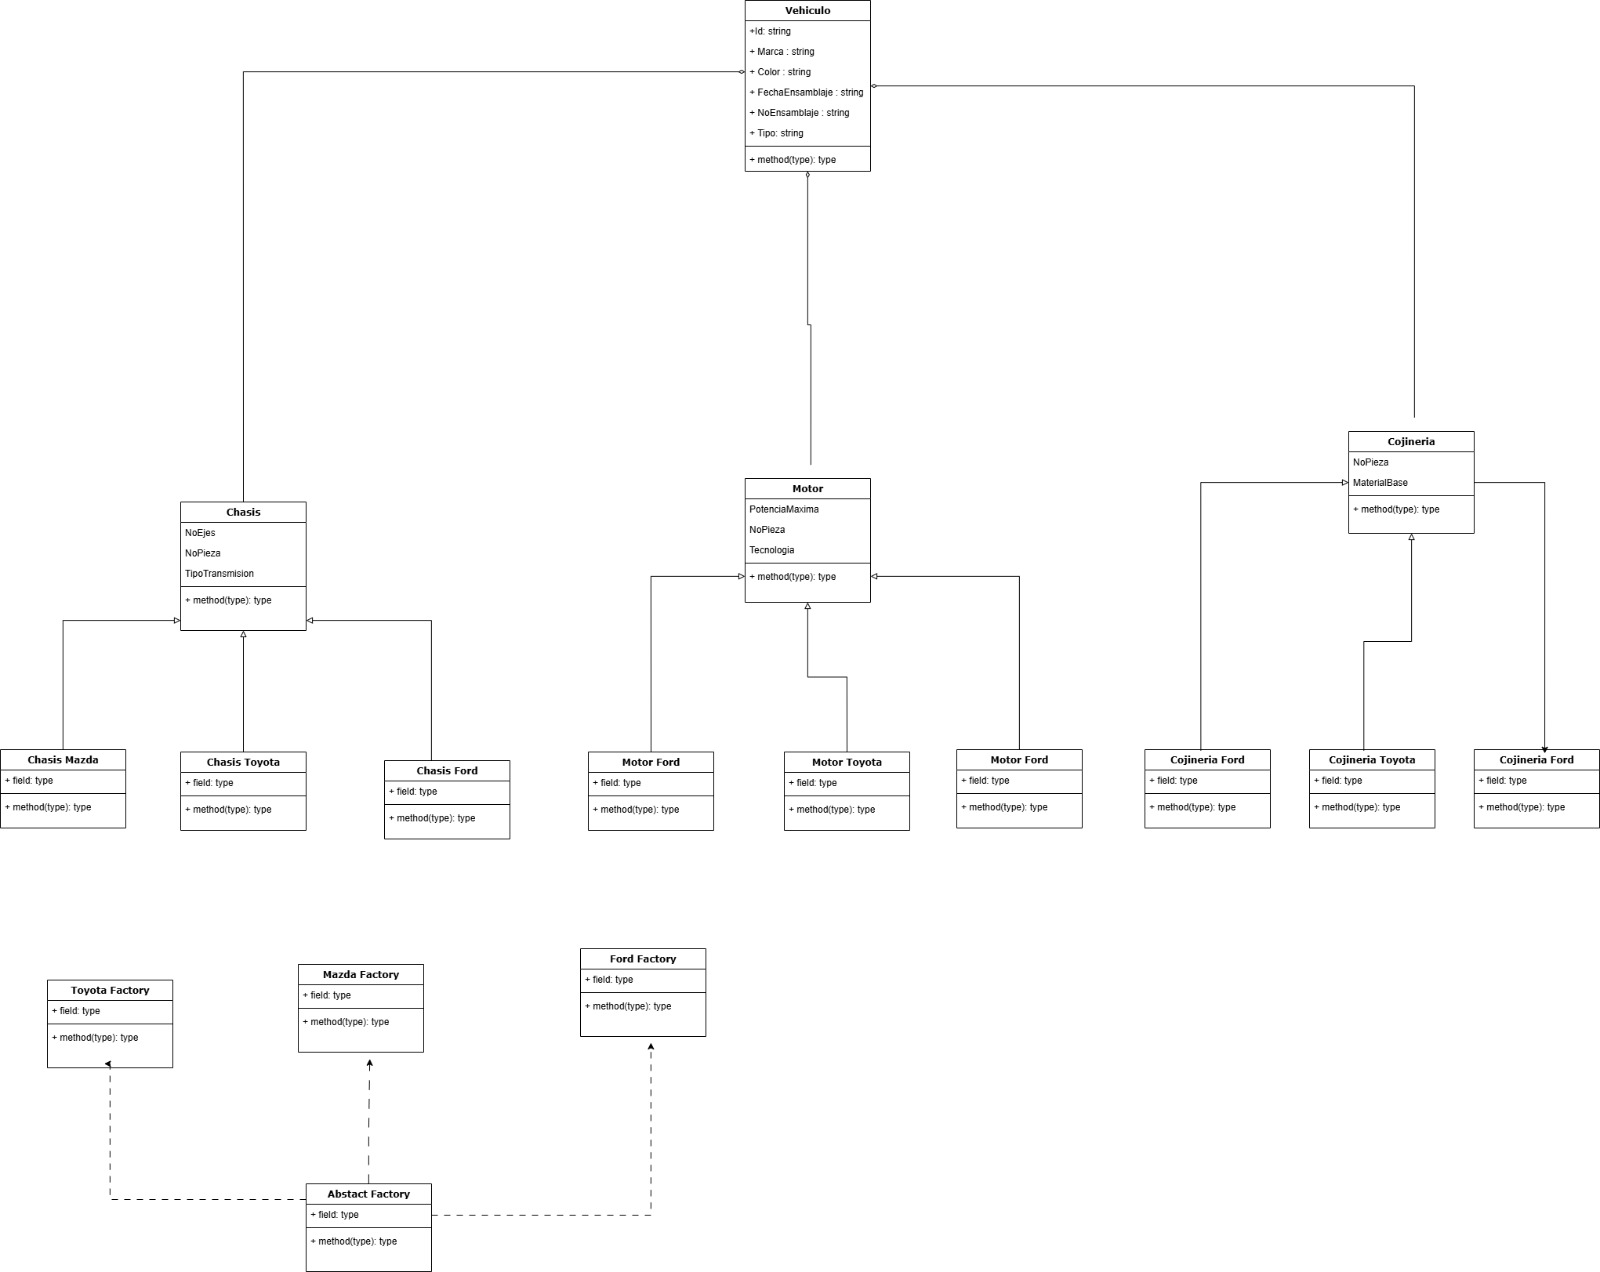 Vehiculo
+Id: string
+ Marca : string
+ Color : string
+ FechaEnsamblaje : string
+ NoEnsamblaje : string
+ Tipo: string
+ method(type): type
Chasis
NoEjes
NoPieza
TipoTransmision
+ method(type): type
Motor
PotenciaMaxima
NoPieza
Tecnologia
+ method(type): type
Cojineria
NoPieza
MaterialBase
+ method(type): type
Chasis Mazda
+ field: type
+ method(type): type
Chasis Toyota
+ field: type
+ method(type): type
Chasis Ford
+ field: type
+ method(type): type
Motor Ford
+ field: type
+ method(type): type
Motor Toyota
+ field: type
+ method(type): type
Motor Ford
+ field: type
+ method(type): type
Cojineria Ford
+ field: type
+ method(type): type
Cojineria Toyota
+ field: type
+ method(type): type
Cojineria Ford
+ field: type
+ method(type): type
Toyota Factory
+ field: type
+ method(type): type
Mazda Factory
+ field: type
+ method(type): type
Ford Factory
+ field: type
+ method(type): type
Abstact Factory
+ field: type
+ method(type): type